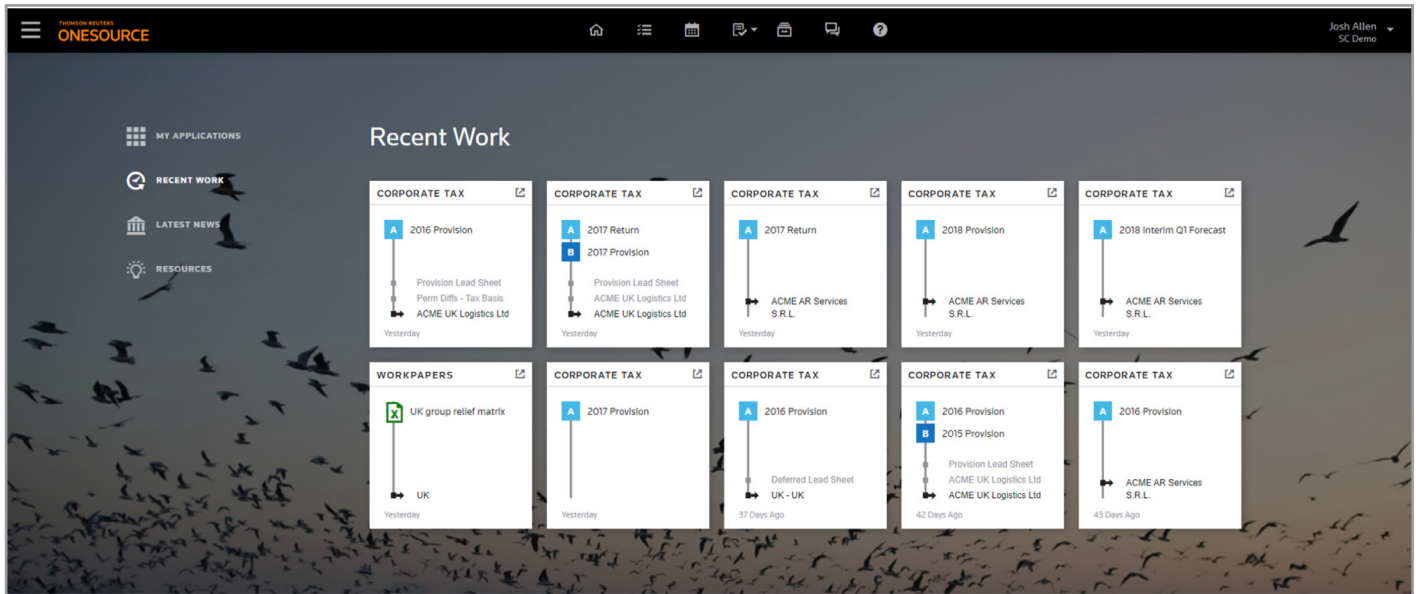 THOMSON REUTERS
ONESOURCE
Josh Allen
SC Demo
MY APPLICATIONS
RECENT WORK
LATEST NEWS
RESOURCES
Recent Work
CORPORATE TAX
A 2016 Provision
Provision Lead Sheet
Perm Diffs - Tax Basis
ACME UK Logistics Ltd
Yesterday
CORPORATE TAX
A 2017 Return
B 2017 Provision
Provision Lead Sheet
ACME UK Logistics Ltd
ACME UK Logistics Ltd
Yesterday
CORPORATE TAX
A 2017 Return
ACME AR Services
S.R.L.
Yesterday
CORPORATE TAX
A 2018 Provision
ACME AR Services
S.R.L.
Yesterday
CORPORATE TAX
A 2018 Interim Q1 Forecast
ACME AR Services
S.R.L.
Yesterday
WORKPAPERS
UK group relief matrix
UK
Yesterday
CORPORATE TAX
A 2017 Provision
Yesterday
CORPORATE TAX
A 2016 Provision
Deferred Lead Sheet
UK - UK
37 Days Ago
CORPORATE TAX
A 2016 Provision
B 2015 Provision
Provision Lead Sheet
ACME UK Logistics Ltd
ACME UK Logistics Ltd
42 Days Ago
CORPORATE TAX
A 2016 Provision
ACME AR Services
S.R.L.
43 Days Ago